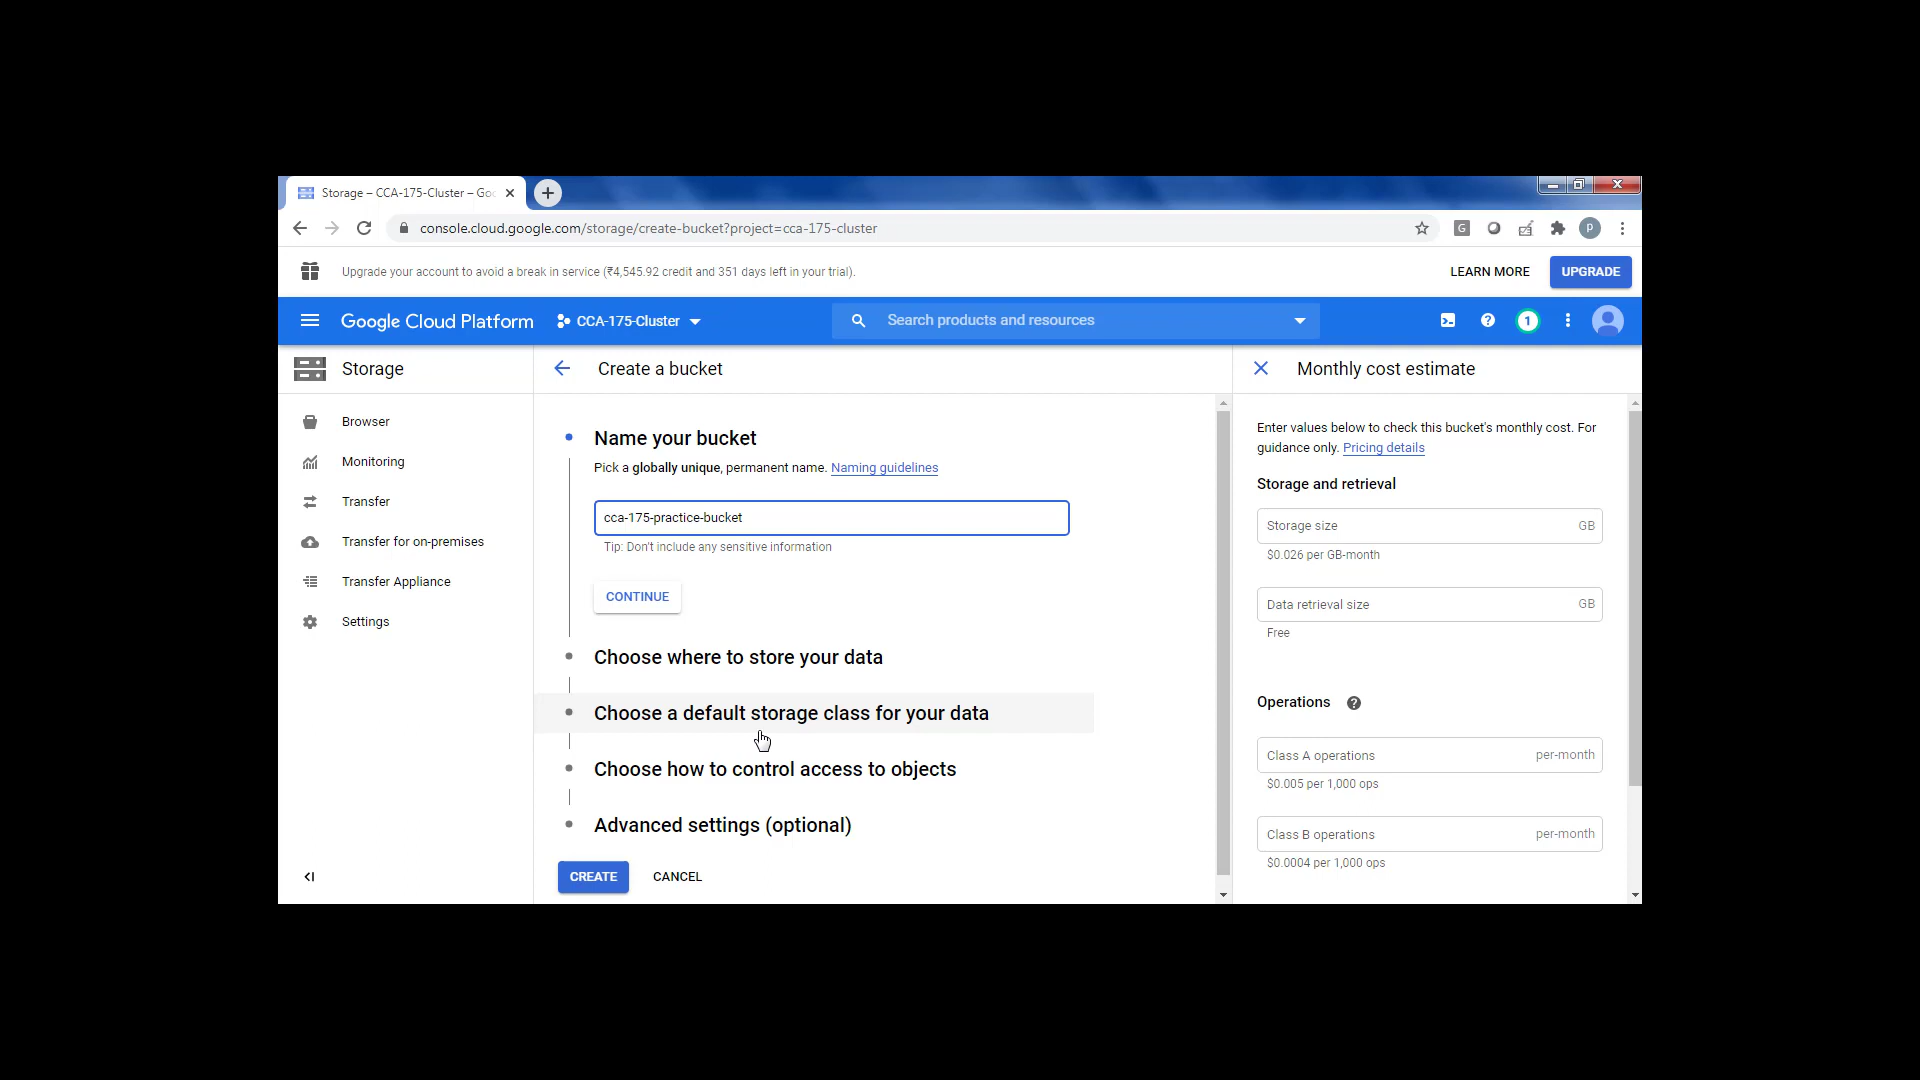 Storage – CCA-175-Cluster – Goo
console.cloud.google.com/storage/create-bucket?project=cca-175-cluster
G
P
Upgrade your account to avoid a break in service (₹4,545.92 credit and 351 days left in your trial).
LEARN MORE
UPGRADE
Google Cloud Platform
CCA-175-Cluster
Search products and resources
1
Storage
Browser
Monitoring
Transfer
Transfer for on-premises
Transfer Appliance
Settings
Create a bucket
Name your bucket
Pick a globally unique, permanent name. Naming guidelines
cca-175-practice-bucket
Tip: Don't include any sensitive information
CONTINUE
Choose where to store your data
Choose a default storage class for your data
Choose how to control access to objects
Advanced settings (optional)
CREATE
CANCEL
Monthly cost estimate
Enter values below to check this bucket's monthly cost. For
guidance only. Pricing details
Storage and retrieval
Storage size GB
$0.026 per GB-month
Data retrieval size GB
Free
Operations
Class A operations per-month
$0.005 per 1,000 ops
Class B operations per-month
$0.0004 per 1,000 ops